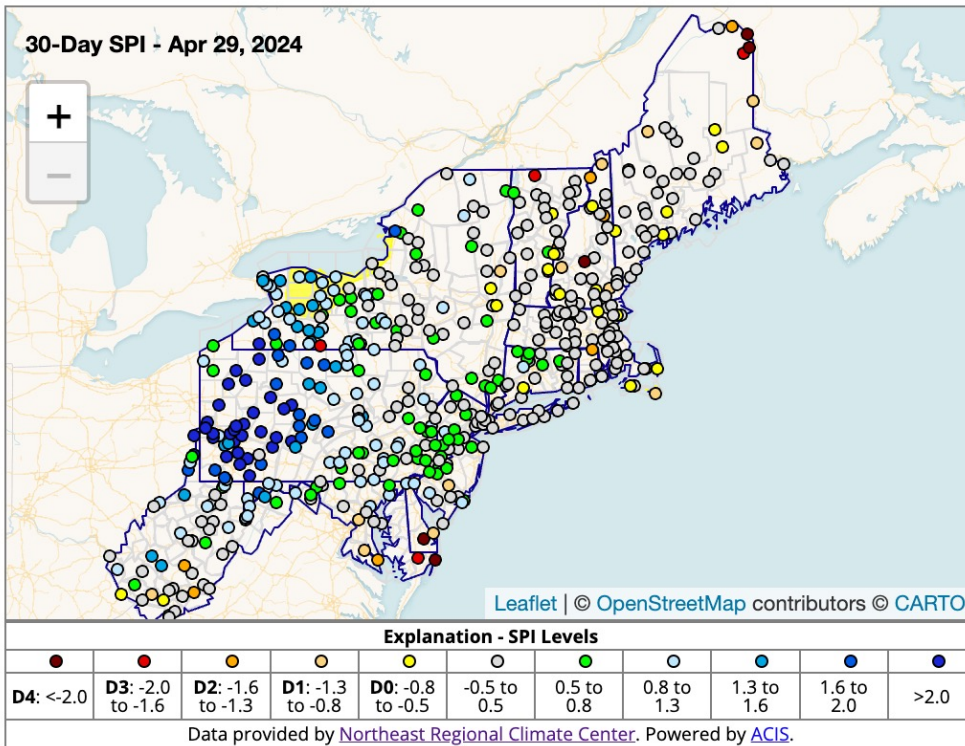 30-Day SPI - Apr 29, 2024
+
−
Leaflet | © OpenStreetMap contributors © CARTO
Explanation - SPI Levels
D4: <-2.0
D3: -2.0 to -1.6
D2: -1.6 to -1.3
D1: -1.3 to -0.8
D0: -0.8 to -0.5
-0.5 to 0.5
0.5 to 0.8
0.8 to 1.3
1.3 to 1.6
1.6 to 2.0
>2.0
Data provided by Northeast Regional Climate Center. Powered by ACIS.